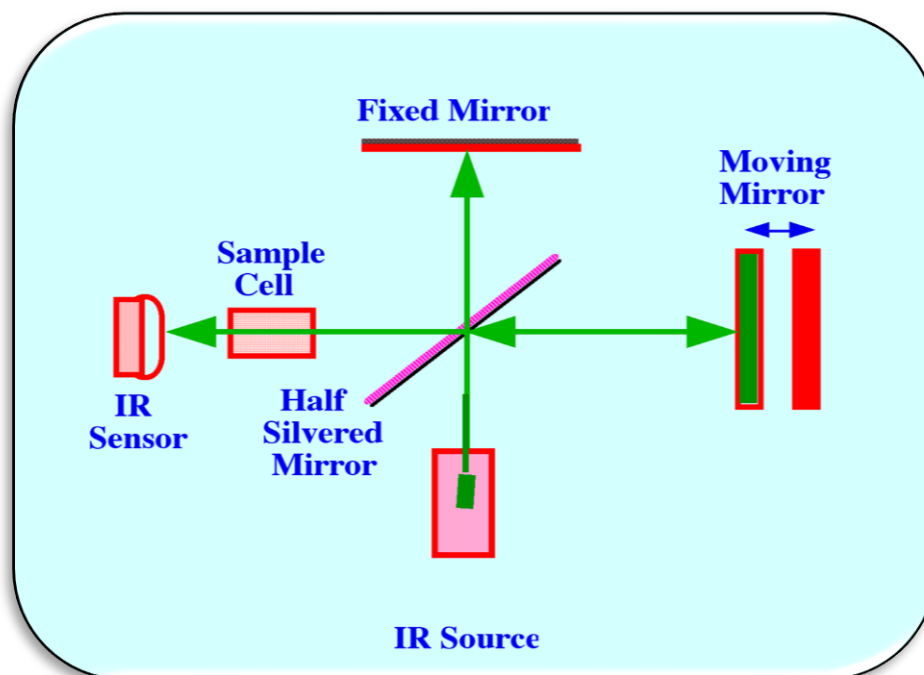 Fixed Mirror
Moving
Mirror
Sample
Cell
IR
Sensor
Half
Silvered
Mirror
IR Source